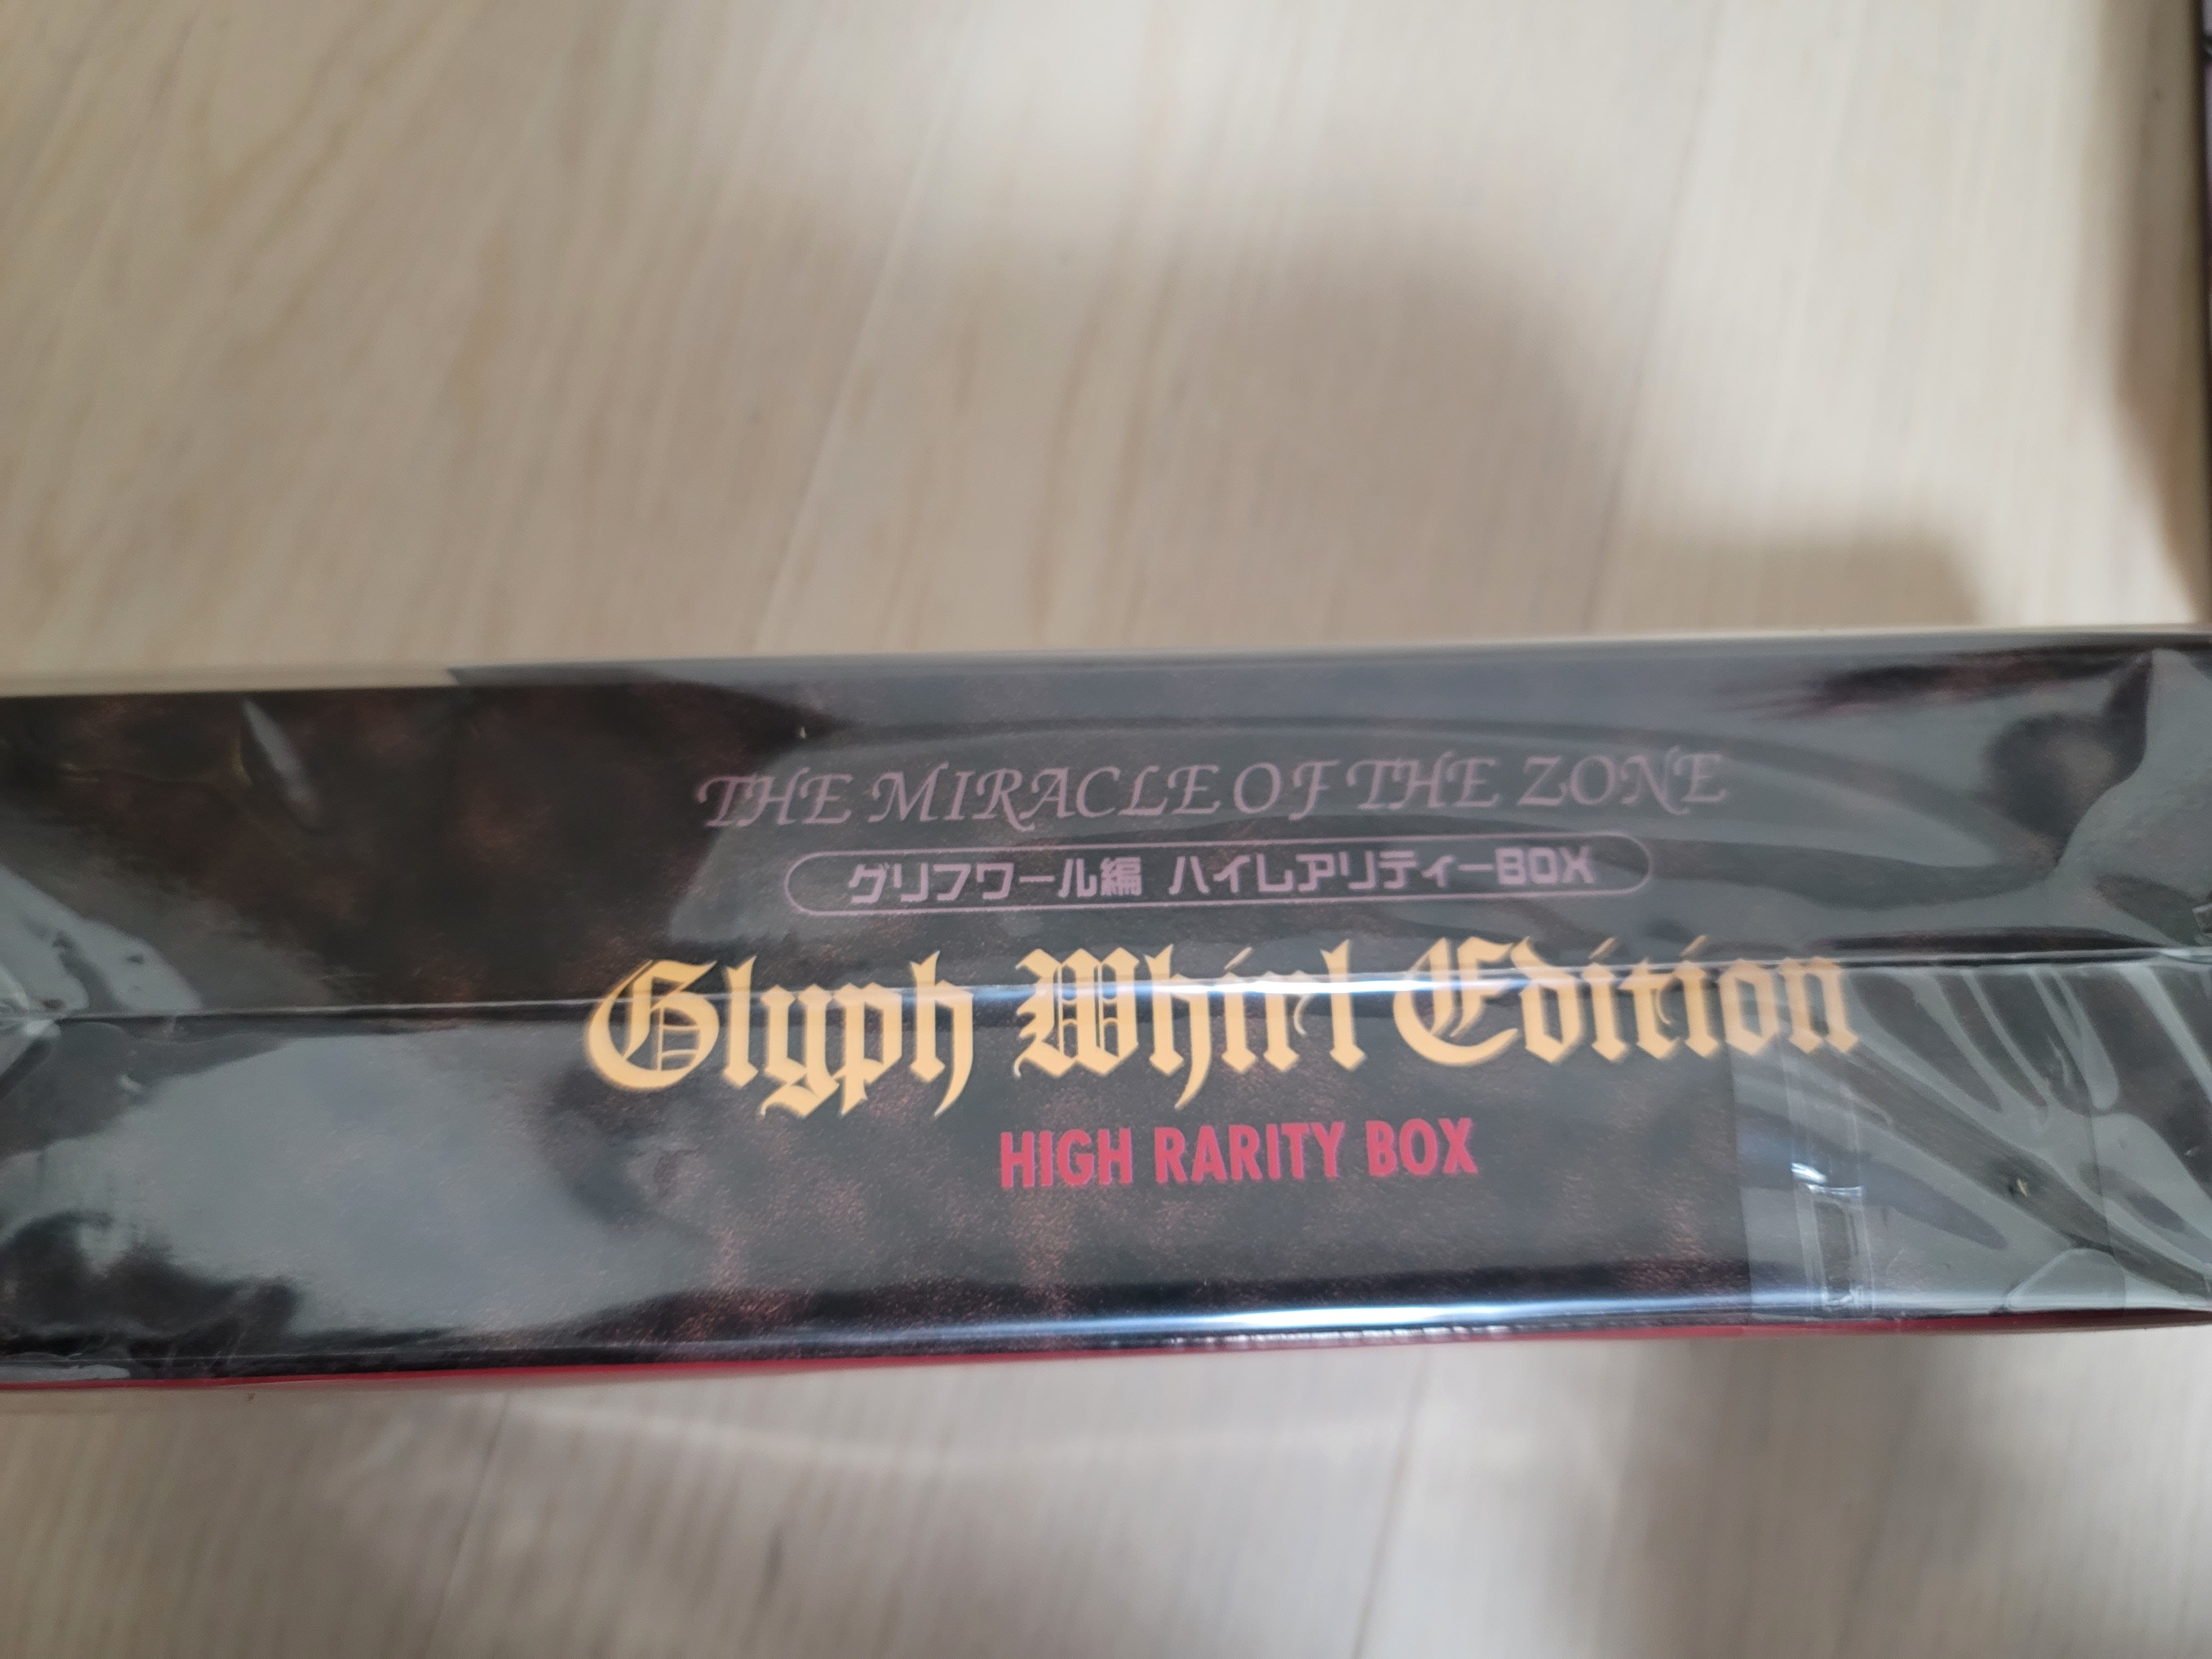 THE MIRACLE OF THE ZONE
グリフワール編 ハイレアリティーBOX
Glyph Whirl Edition
HIGH RARITY BOX